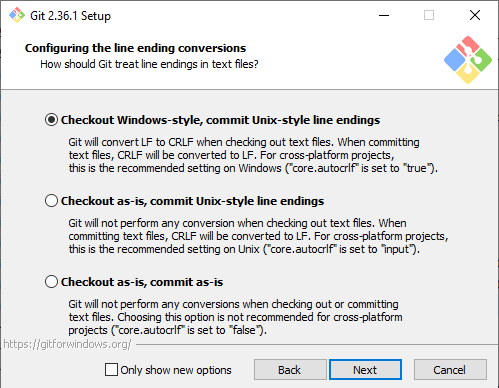 Git 2.36.1 Setup
Configuring the line ending conversions
How should Git treat line endings in text files?
Checkout Windows-style, commit Unix-style line endings
Git will convert LF to CRLF when checking out text files. When committing
text files, CRLF will be converted to LF. For cross-platform projects,
this is the recommended setting on Windows ("core.autocrlf" is set to "true").
Checkout as-is, commit Unix-style line endings
Git will not perform any conversion when checking out text files. When
committing text files, CRLF will be converted to LF. For cross-platform projects,
this is the recommended setting on Unix ("core.autocrlf" is set to "input").
Checkout as-is, commit as-is
Git will not perform any conversions when checking out or committing
text files. Choosing this option is not recommended for cross-platform
projects ("core.autocrlf" is set to "false").
https://gitforwindows.org/
Only show new options
Back
Next
Cancel